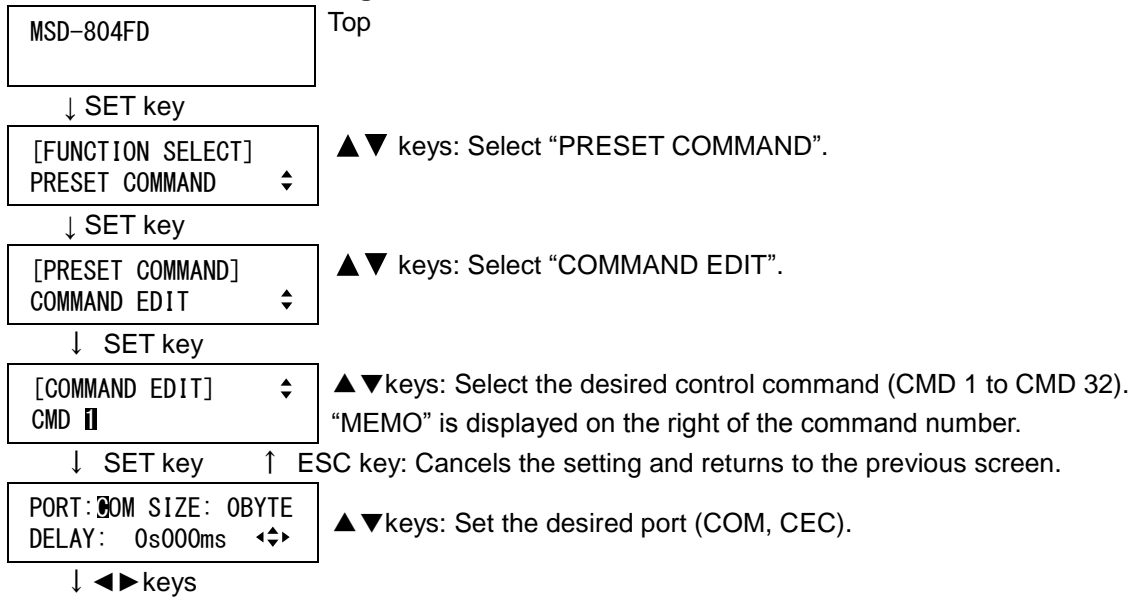 MSD-804FD
Top
↓ SET key
[FUNCTION SELECT]
PRESET COMMAND
▲▼ keys: Select “PRESET COMMAND”.
↓ SET key
[PRESET COMMAND]
COMMAND EDIT
▲▼ keys: Select “COMMAND EDIT”.
↓ SET key
[COMMAND EDIT]
CMD 1
▲▼keys: Select the desired control command (CMD 1 to CMD 32).
“MEMO” is displayed on the right of the command number.
↓ SET key ↑ ESC key: Cancels the setting and returns to the previous screen.
PORT:COM SIZE: 0BYTE
DELAY: 0s000ms
▲▼keys: Set the desired port (COM, CEC).
↓ ◄►keys